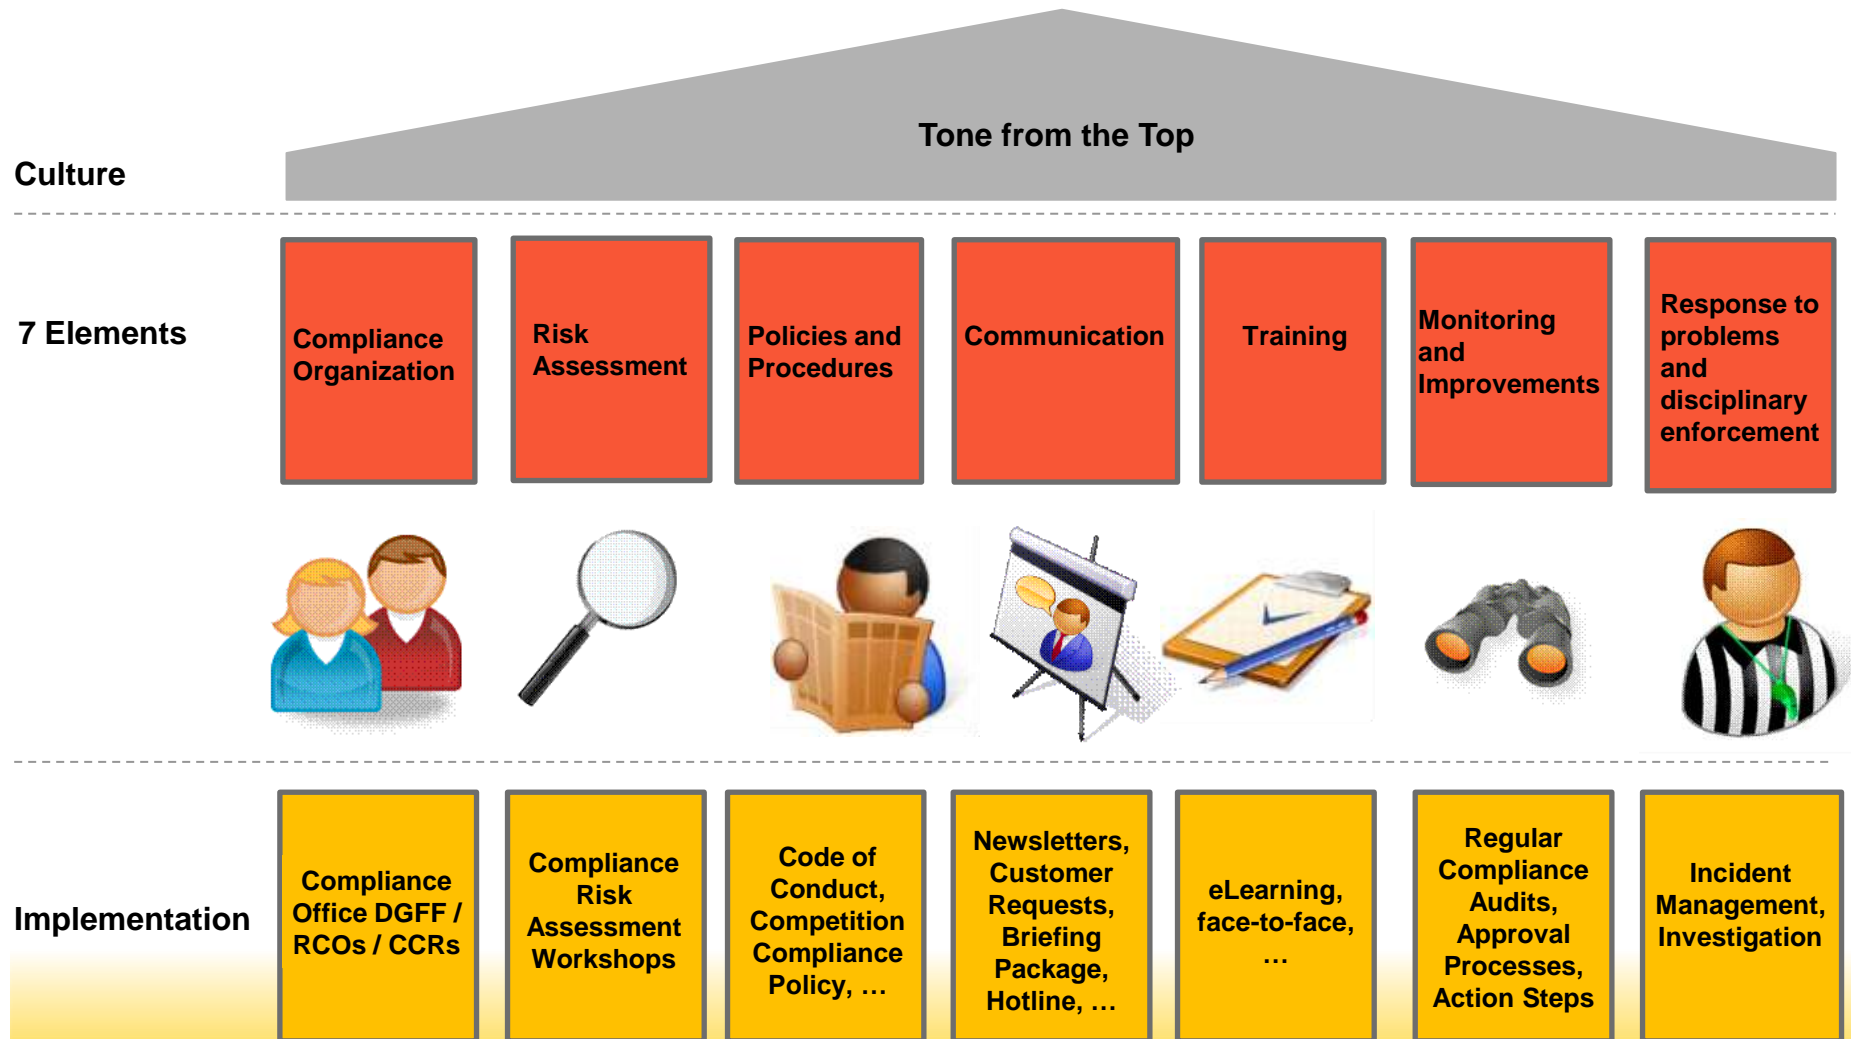 Tone from the Top
Culture
7 Elements
Compliance
Organization
Risk
Assessment
Policies and
Procedures
Communication
Training
Monitoring
and
Improvements
Response to
problems
and
disciplinary
enforcement
Implementation
Compliance
Office DGFF /
RCOs / CCRs
Compliance
Risk
Assessment
Workshops
Code of
Conduct,
Competition
Compliance
Policy, …
Newsletters,
Customer
Requests,
Briefing
Package,
Hotline, …
eLearning,
face-to-face,
…
Regular
Compliance
Audits,
Approval
Processes,
Action Steps
Incident
Management,
Investigation